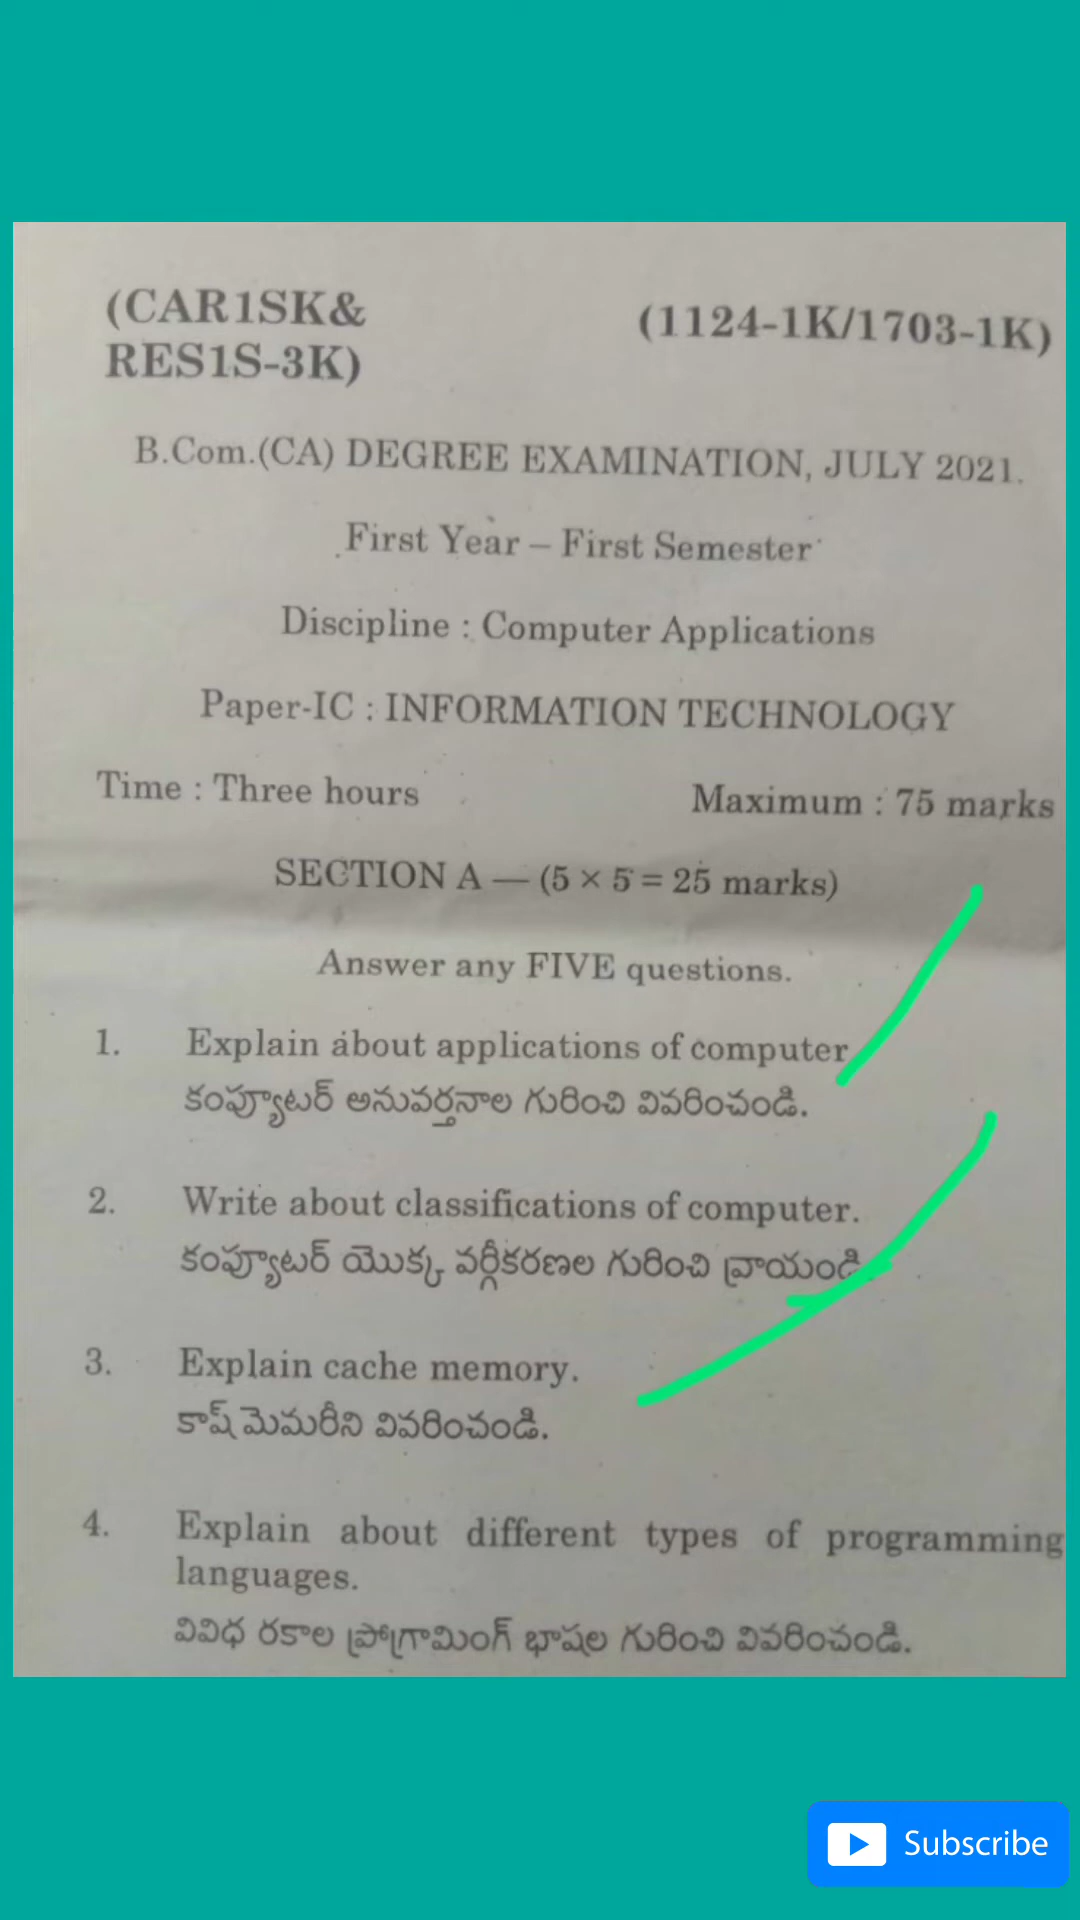 (CAR1SK& (1124-1K/1703-1K)
RES1S-3K)
B.Com.(CA) DEGREE EXAMINATION, JULY 2021.
First Year – First Semester
Discipline : Computer Applications
Paper-IC : INFORMATION TECHNOLOGY
Time : Three hours Maximum : 75 marks
SECTION A — (5 × 5 = 25 marks)
Answer any FIVE questions.
1. Explain about applications of computer
కంప్యూటర్ అనువర్తనాల గురించి వివరించండి.
2. Write about classifications of computer.
కంప్యూటర్ యొక్క వర్గీకరణల గురించి వ్రాయండి.
3. Explain cache memory.
కాష్ మెమరీని వివరించండి.
4. Explain about different types of programming
languages.
వివిధ రకాల ప్రోగ్రామింగ్ భాషల గురించి వివరించండి.
Subscribe